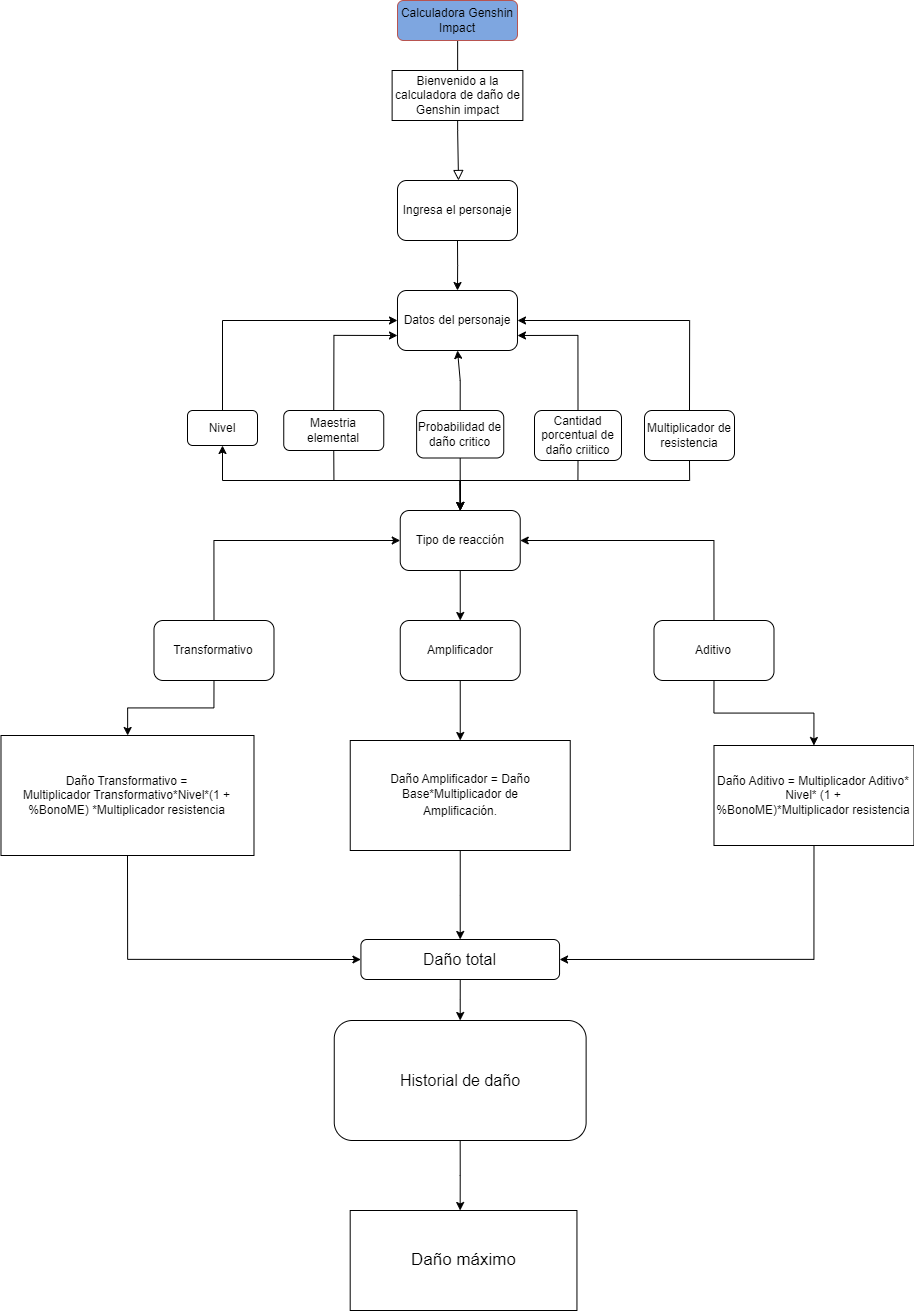 Calculadora Genshin
Impact
Bienvenido a la
calculadora de daño de
Genshin impact
Ingresa el personaje
Datos del personaje
Nivel
Maestria
elemental
Probabilidad de
daño critico
Cantidad
porcentual de
daño criitico
Multiplicador de
resistencia
Tipo de reacción
Transformativo
Amplificador
Aditivo
Daño Transformativo =
Multiplicador Transformativo*Nivel*(1 +
%BonoME) *Multiplicador resistencia
Daño Amplificador = Daño
Base*Multiplicador de
Amplificación.
Daño Aditivo = Multiplicador Aditivo*
Nivel* (1 +
%BonoME)*Multiplicador resistencia
Daño total
Historial de daño
Daño máximo